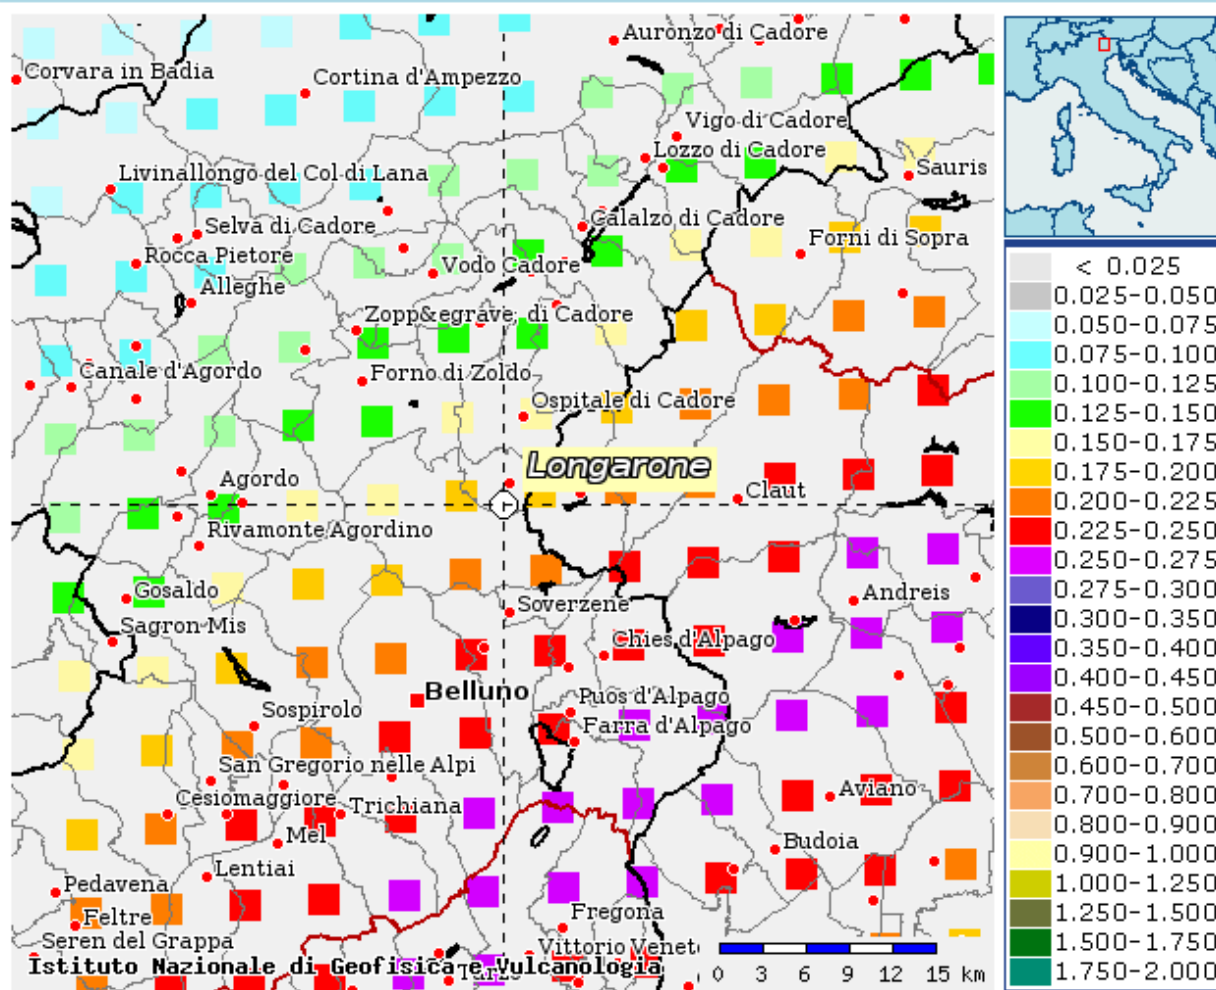 Auronzo di Cadore
Corvara in Badia
Cortina d'Ampezzo
Vigo di Cadore
Lozzo di Cadore
Livinallongo del Col di Lana
Sauris
Selva di Cadore
Calalzo di Cadore
Forni di Sopra
Rocca Pietore
Vodo Cadore
Alleghe
Zopp&egrave; di Cadore
Canale d'Agordo
Forno di Zoldo
Ospitale di Cadore
Longarone
Agordo
Claut
Rivamonte Agordino
Gosaldo
Soverzene
Andreis
Sagron Mis
Chies d'Alpago
Belluno
Puos d'Alpago
Sospirolo
Farra d'Alpago
San Gregorio nelle Alpi
Cesiomaggiore
Trichiana
Aviano
Mel
Budoia
Lentiai
Pedavena
Feltre
Fregona
Seren del Grappa
Vittorio Venet
Istituto Nazionale di Geofisica e Vulcanologia
0 3 6 9 12 15 km
< 0.025
0.025-0.050
0.050-0.075
0.075-0.100
0.100-0.125
0.125-0.150
0.150-0.175
0.175-0.200
0.200-0.225
0.225-0.250
0.250-0.275
0.275-0.300
0.300-0.350
0.350-0.400
0.400-0.450
0.450-0.500
0.500-0.600
0.600-0.700
0.700-0.800
0.800-0.900
0.900-1.000
1.000-1.250
1.250-1.500
1.500-1.750
1.750-2.000